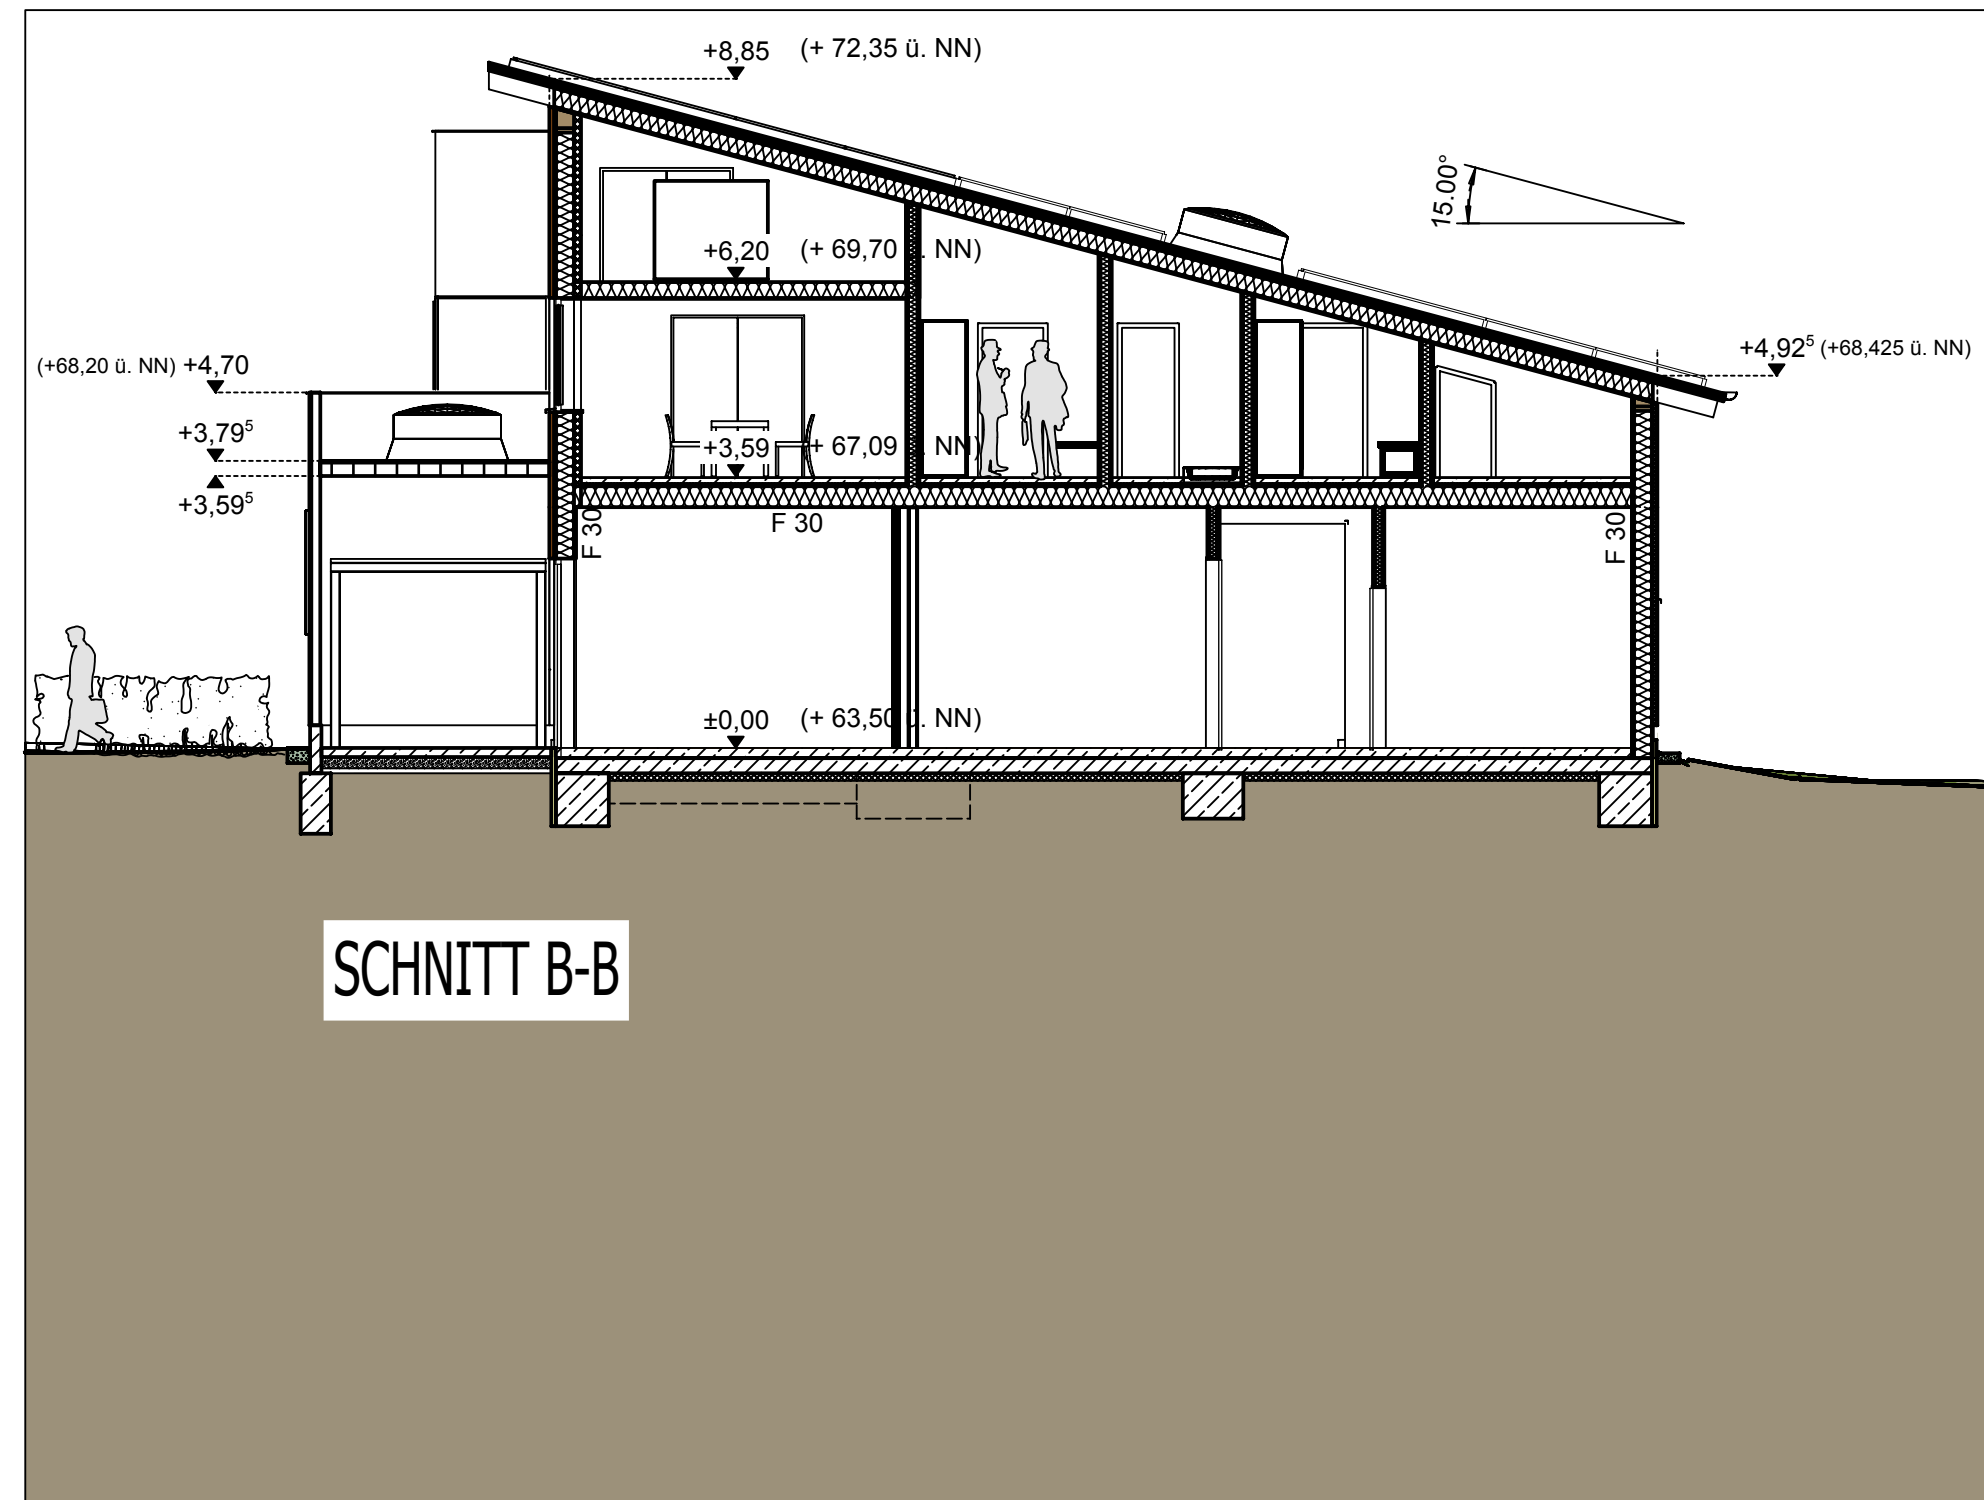 +8,85 (+ 72,35 ü. NN)
15.00°
+6,20 (+ 69,70 . NN)
+4,92⁵ (+68,425 ü. NN)
(+68,20 ü. NN) +4,70
+3,79⁵
+3,59 (+ 67,09 NN)
+3,59⁵
F 30
F 30
F 30
±0,00 (+ 63,50 ü. NN)
SCHNITT B-B